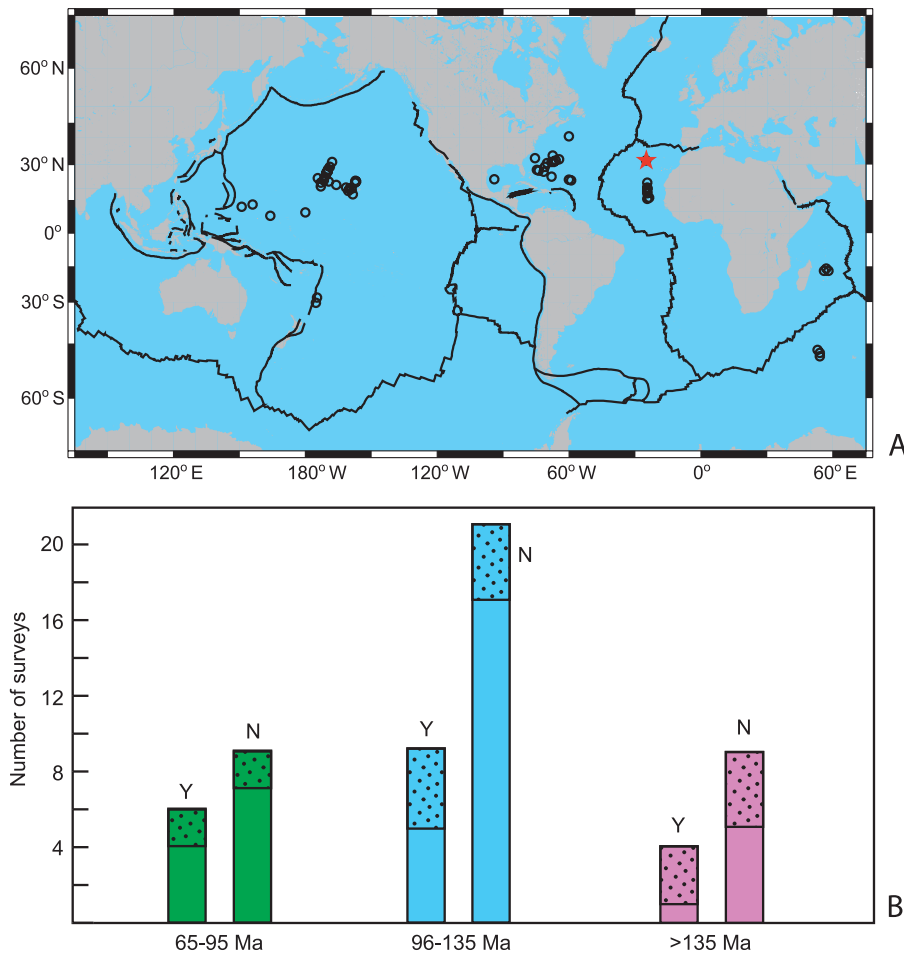 60° N
30° N
0°
30° S
60° S
120° E
180° W
120° W
60° W
0°
60° E
A
Number of surveys
20
16
12
8
4
Y
N
Y
N
Y
N
65-95 Ma
96-135 Ma
>135 Ma
B